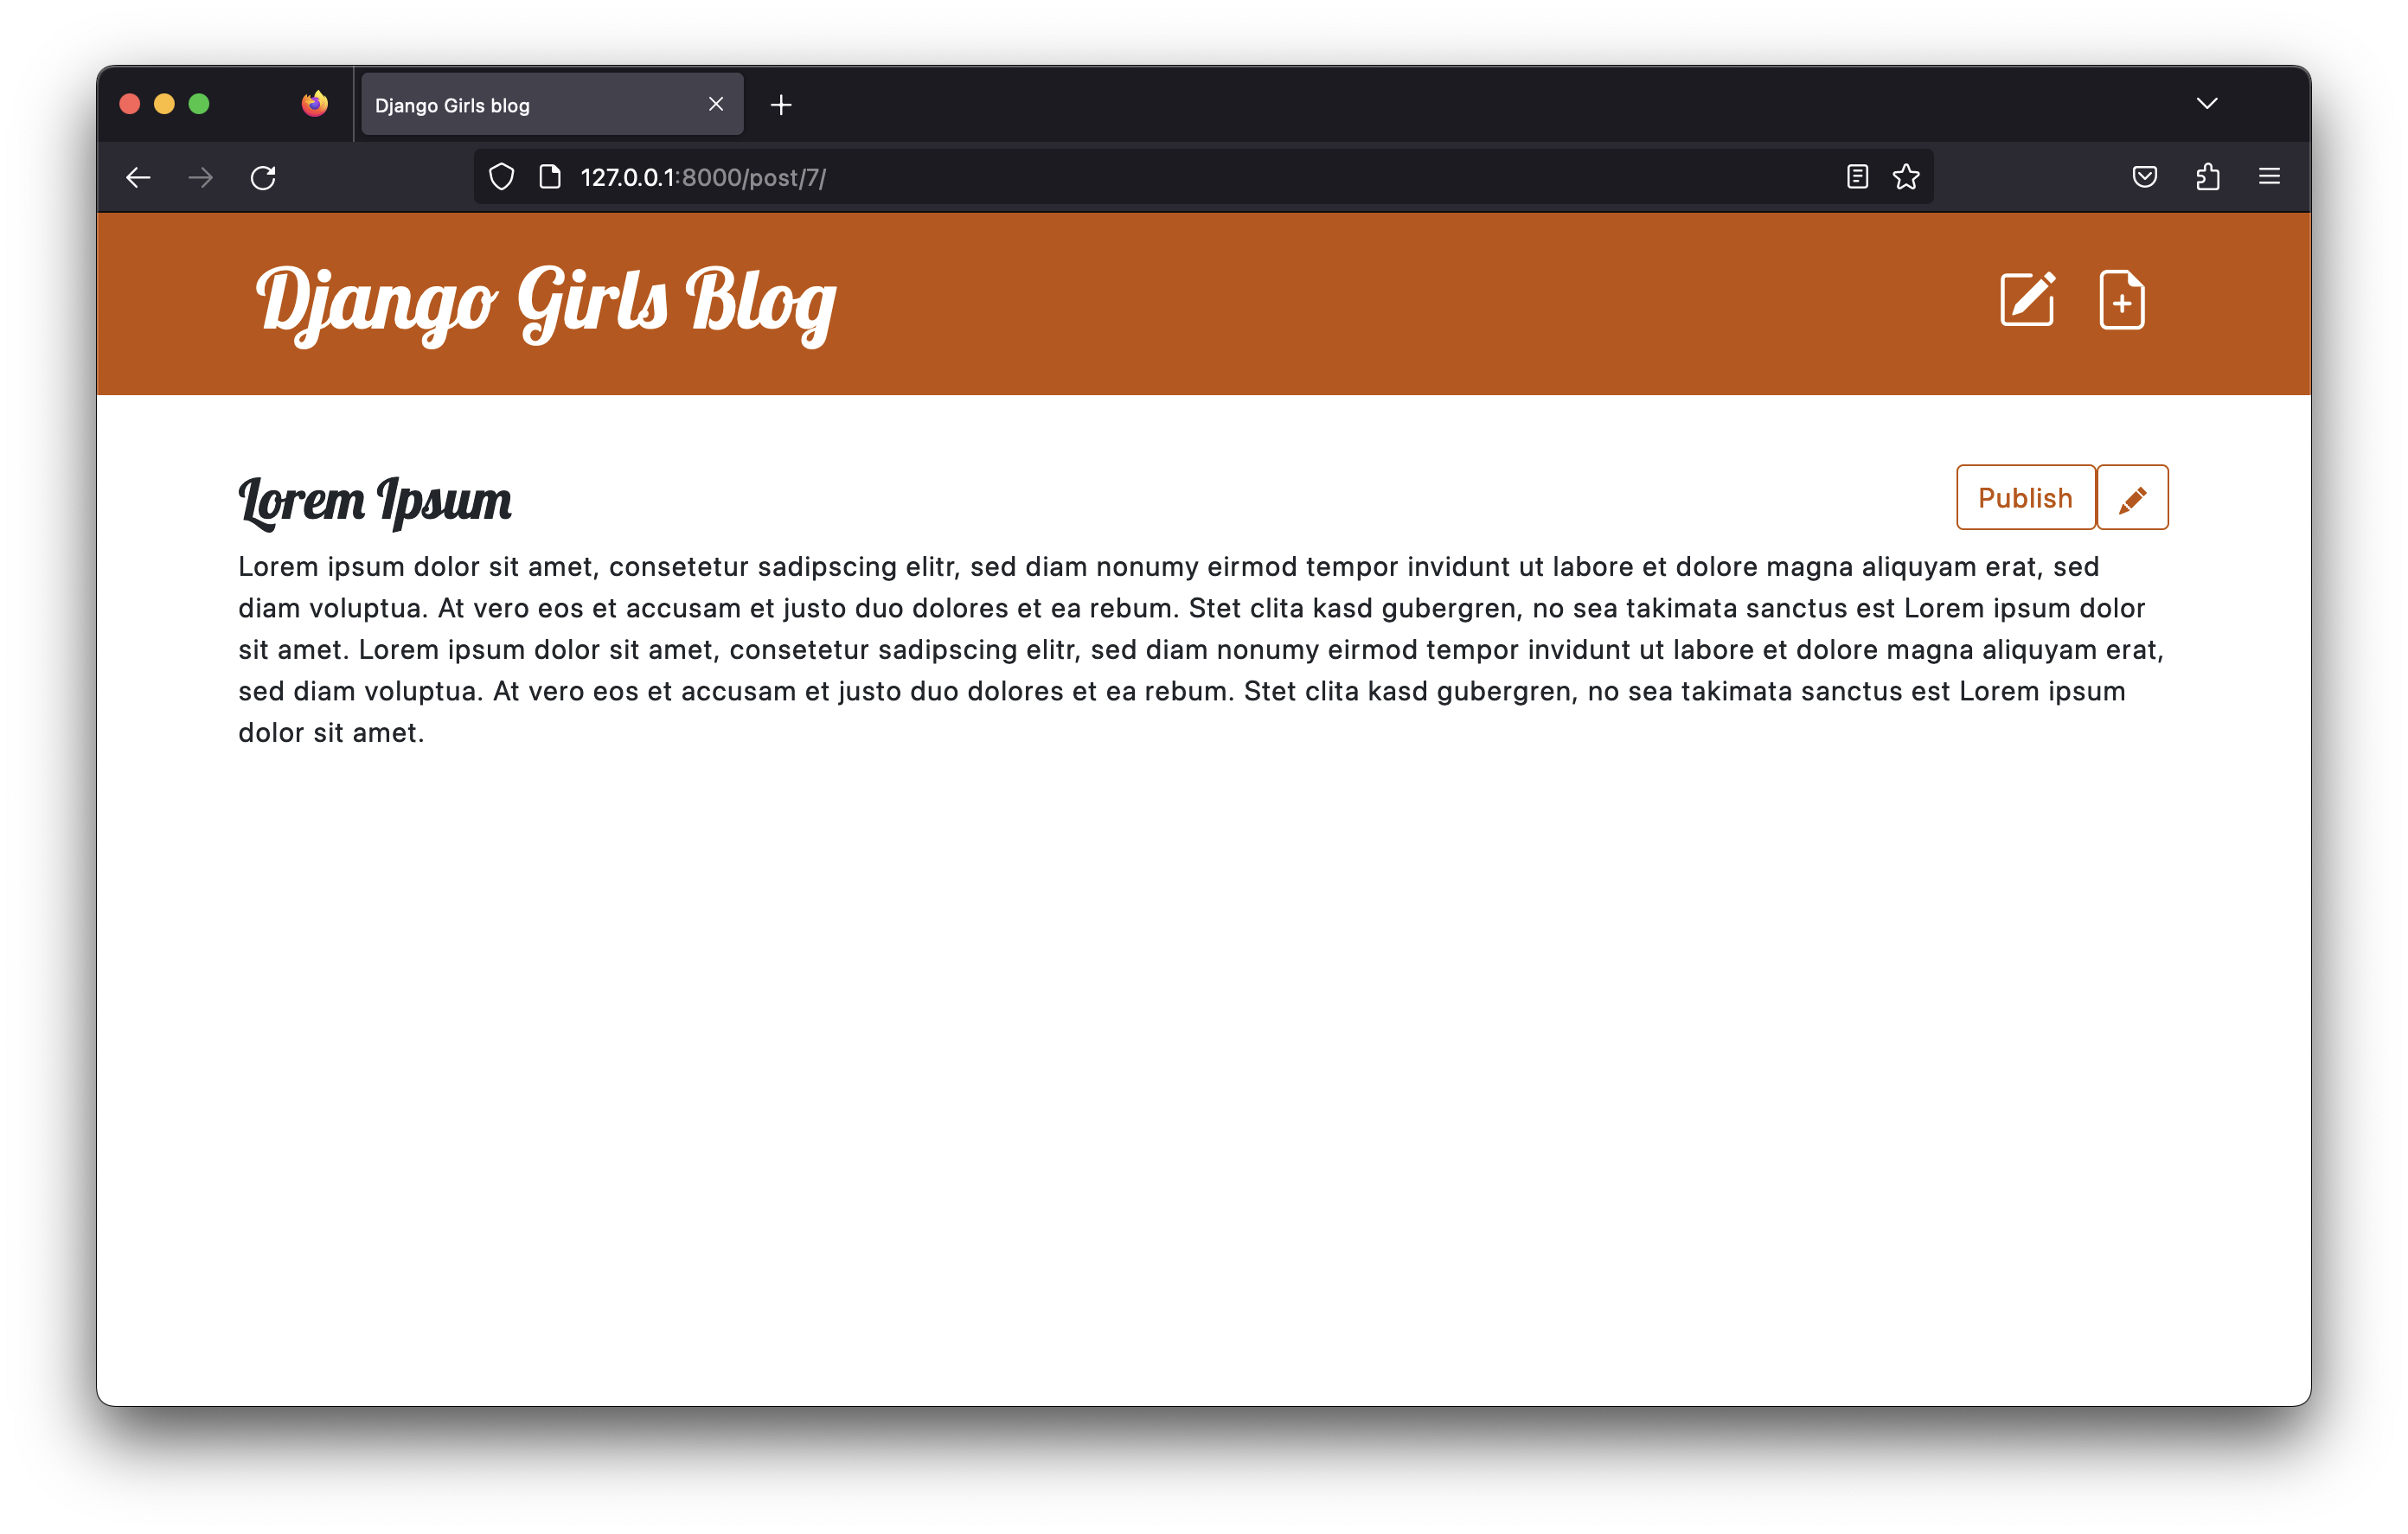 Django Girls blog
127.0.0.1:8000/post/7/
Django Girls Blog
Lorem Ipsum
Publish
Lorem ipsum dolor sit amet, consetetur sadipscing elitr, sed diam nonumy eirmod tempor invidunt ut labore et dolore magna aliquyam erat, sed
diam voluptua. At vero eos et accusam et justo duo dolores et ea rebum. Stet clita kasd gubergren, no sea takimata sanctus est Lorem ipsum dolor
sit amet. Lorem ipsum dolor sit amet, consetetur sadipscing elitr, sed diam nonumy eirmod tempor invidunt ut labore et dolore magna aliquyam erat,
sed diam voluptua. At vero eos et accusam et justo duo dolores et ea rebum. Stet clita kasd gubergren, no sea takimata sanctus est Lorem ipsum
dolor sit amet.